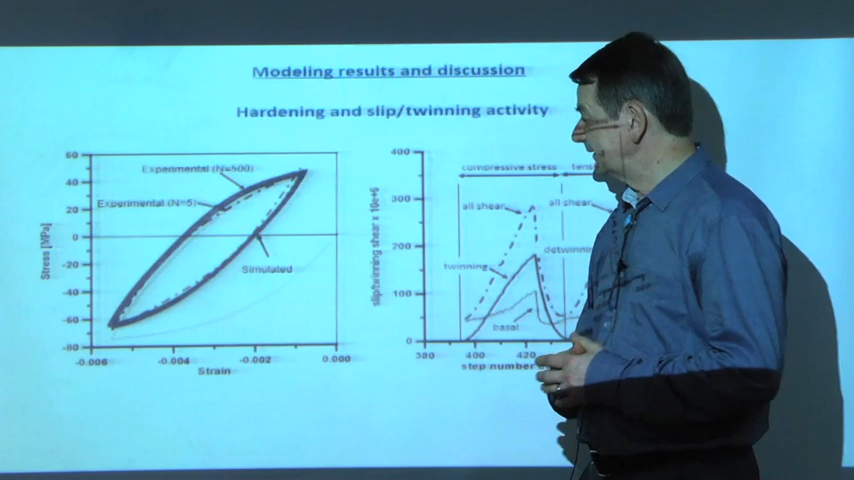 Modeling results and discussion
Hardening and slip/twinning activity
60
40
20
0
-20
-40
-60
-80
Stress [MPa]
Experimental (N=500)
Experimental (N=5)
Simulated
-0.006
-0.004
-0.002
0.000
Strain
400
300
200
100
0
slip/twinning shear x 10e+6
compressive stress
all shear
all shear
twinning
detwinn
basal
380
400
420
step number